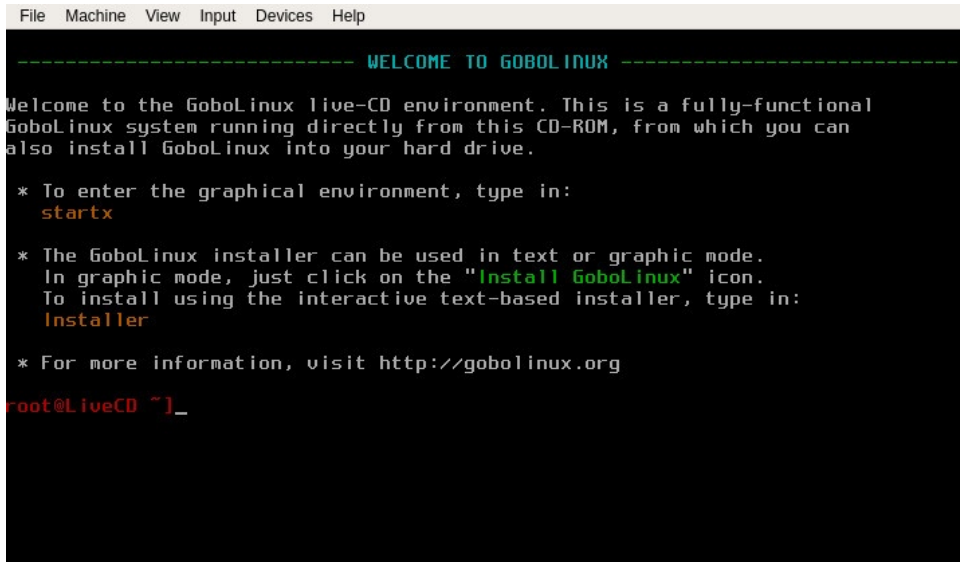 File Machine View Input Devices Help
---------------------------- WELCOME TO GOBOLINUX ----------------------------
Welcome to the GoboLinux live-CD environment. This is a fully-functional
GoboLinux system running directly from this CD-ROM, from which you can
also install GoboLinux into your hard drive.
* To enter the graphical environment, type in:
startx
* The GoboLinux installer can be used in text or graphic mode.
In graphic mode, just click on the "Install GoboLinux" icon.
To install using the interactive text-based installer, type in:
Installer
* For more information, visit http://gobolinux.org
root@LiveCD ~]_